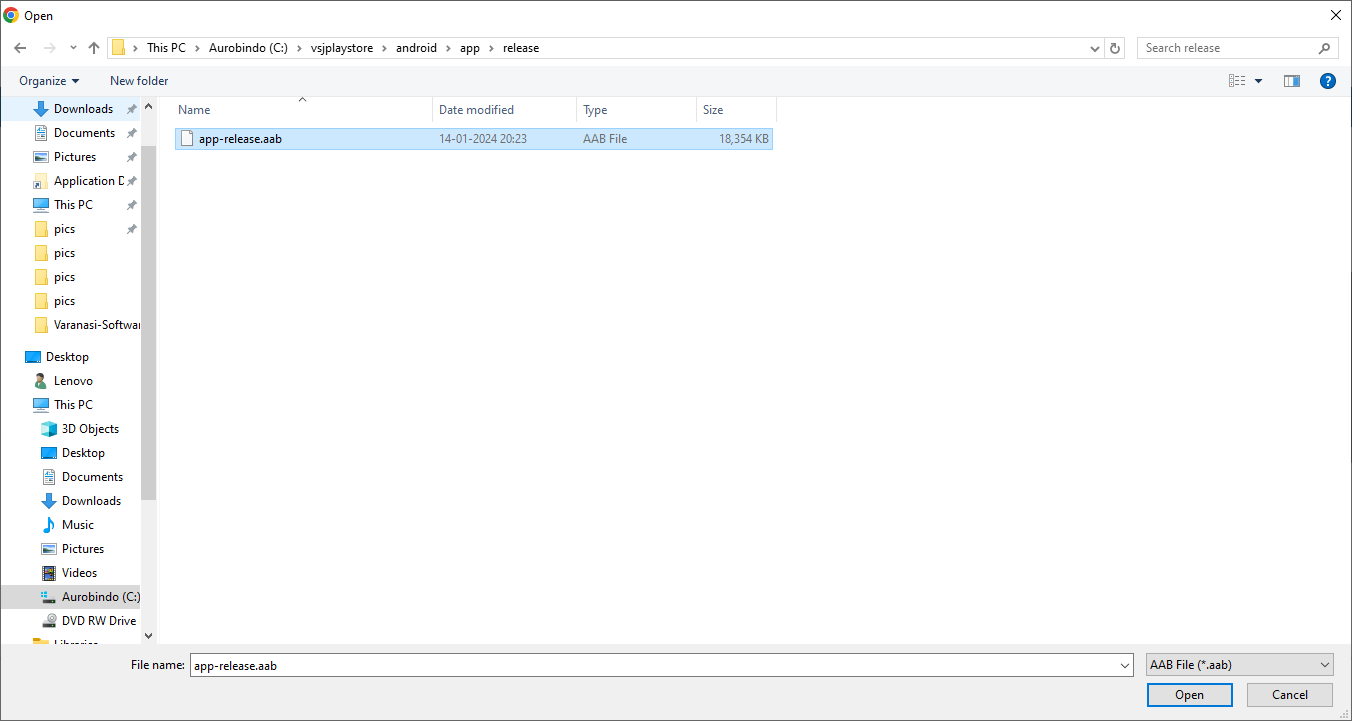 Open
This PC > Aurobindo (C:) > vsjplaystore > android > app > release
Search release
Organize
New folder
Name Date modified Type Size
app-release.aab 14-01-2024 20:23 AAB File 18,354 KB
Downloads
Documents
Pictures
Application D
This PC
pics
pics
pics
pics
Varanasi-Softwar
Desktop
Lenovo
This PC
3D Objects
Desktop
Documents
Downloads
Music
Pictures
Videos
Aurobindo (C:)
DVD RW Drive
Libraries
File name: app-release.aab AAB File (*.aab)
Open Cancel